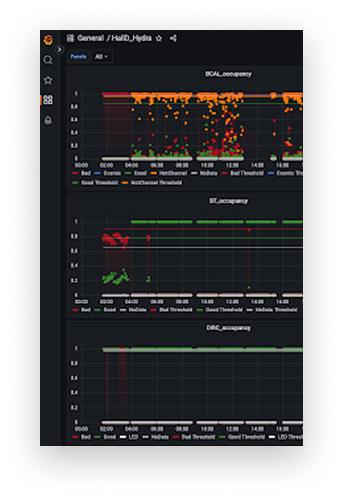 General / HallD_Hydra
Panels All
BCAL_occupancy
1
0.8
0.6
0.4
0.2
0
00:00 02:00 04:00 06:00 08:00 10:00 12:00 14:00 16:00
Bad Cosmic Good HotChannel NoData Bad Threshold Cosmic Th
Good Threshold HotChannel Threshold
ST_occupancy
1
0.8
0.6
0.4
0.2
0
00:00 02:00 04:00 06:00 08:00 10:00 12:00 14:00 16:00
Bad Good NoData Bad Threshold Good Threshold NoData Threshold
DIRC_occupancy
1
0.8
0.6
0.4
0.2
0
00:00 02:00 04:00 06:00 08:00 10:00 12:00 14:00 16:00
Bad Good LED NoData Bad Threshold Good Threshold LED Thres